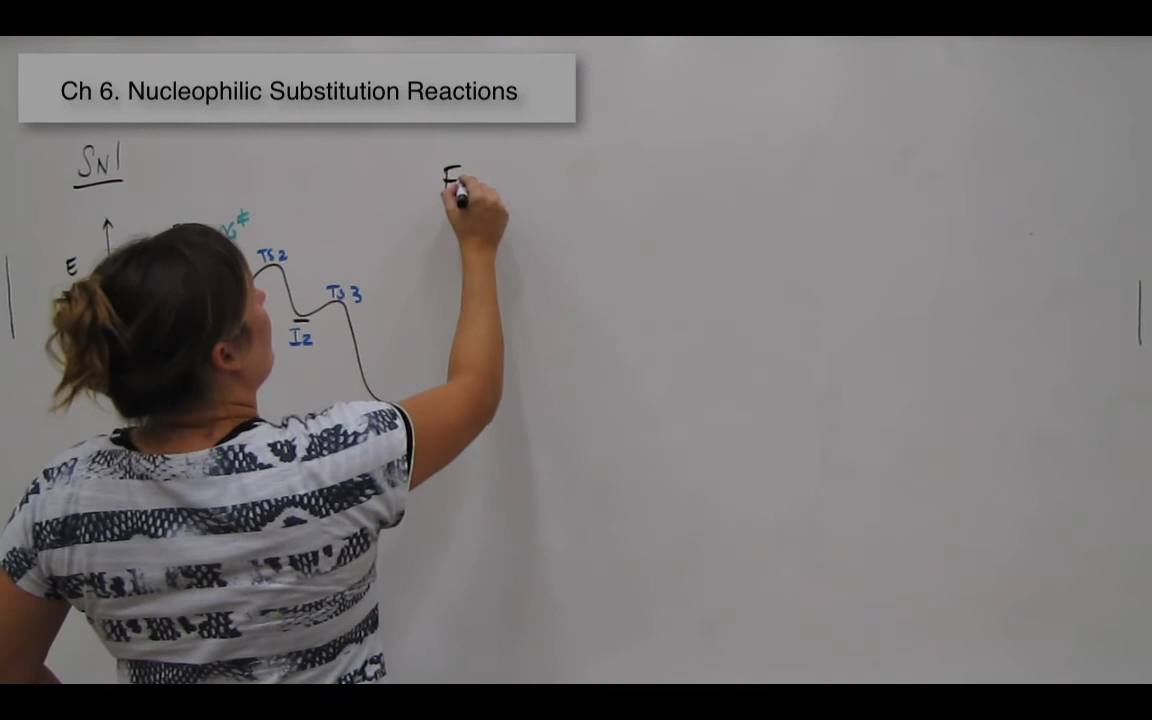 Ch 6. Nucleophilic Substitution Reactions
SN1
E
TS 2
TS 3
I2
F